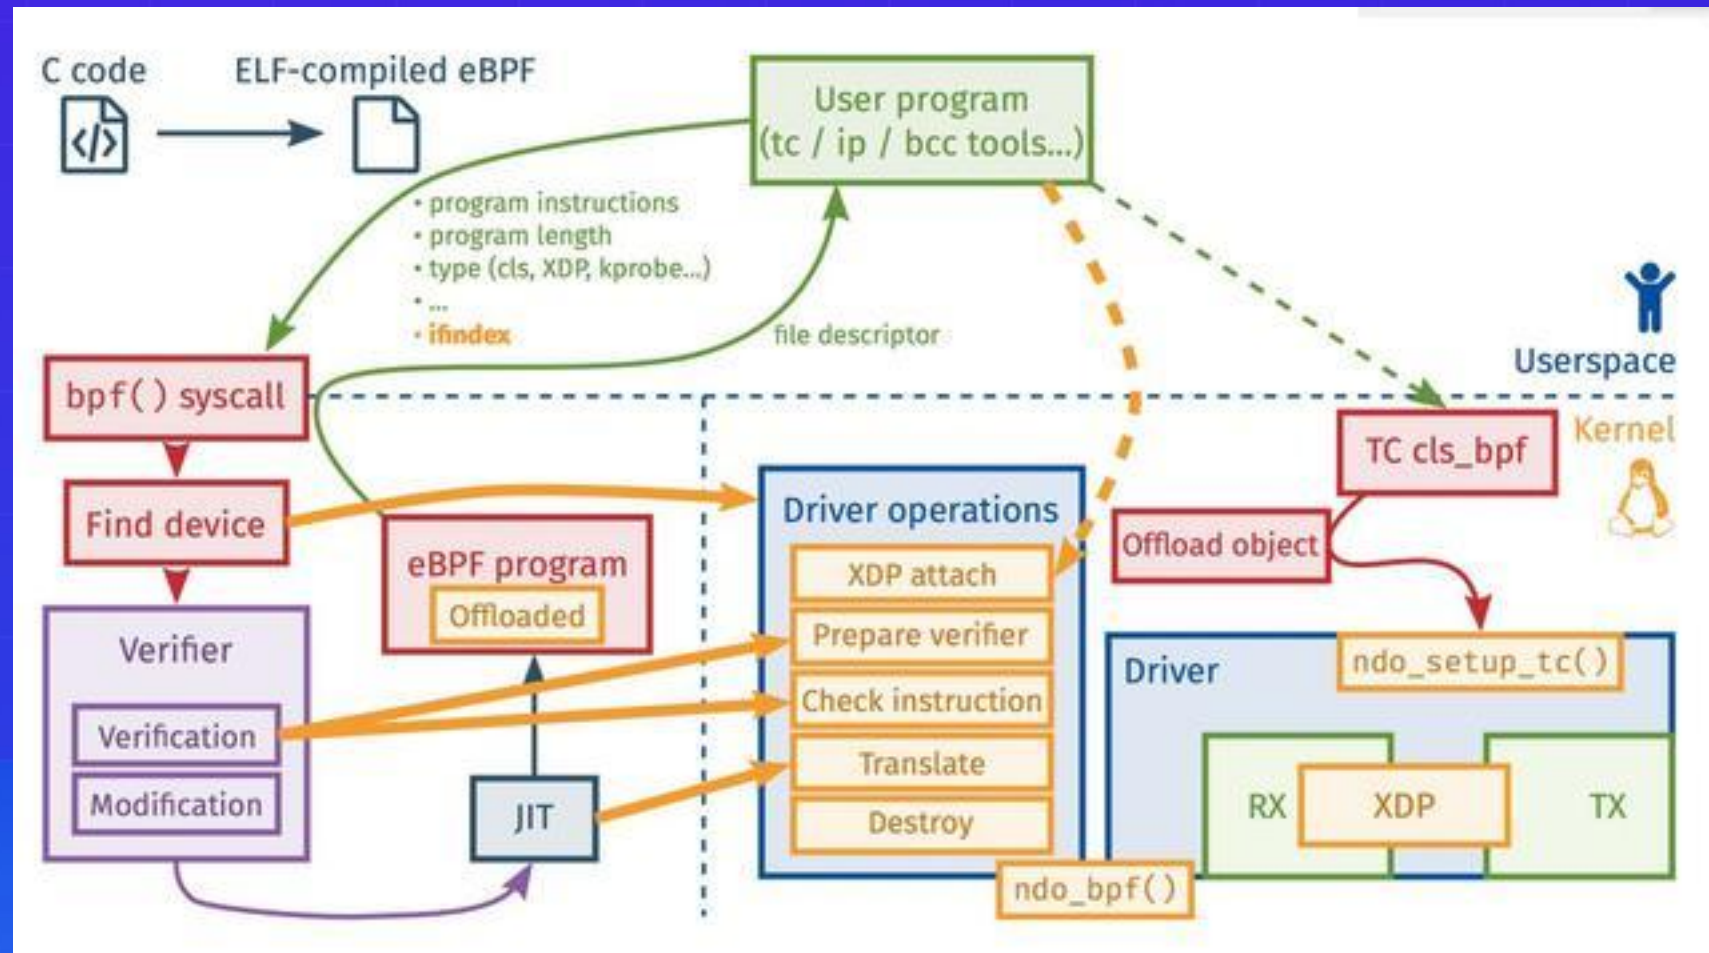 C code
ELF-compiled eBPF
User program
(tc / ip / bcc tools...)
• program instructions
• program length
• type (cls, XDP, kprobe...)
• ...
• ifindex
file descriptor
Userspace
Kernel
bpf() syscall
Find device
Verifier
Verification
Modification
eBPF program
Offloaded
JIT
Driver operations
XDP attach
Prepare verifier
Check instruction
Translate
Destroy
ndo_bpf()
TC cls_bpf
Offload object
Driver
ndo_setup_tc()
RX
XDP
TX